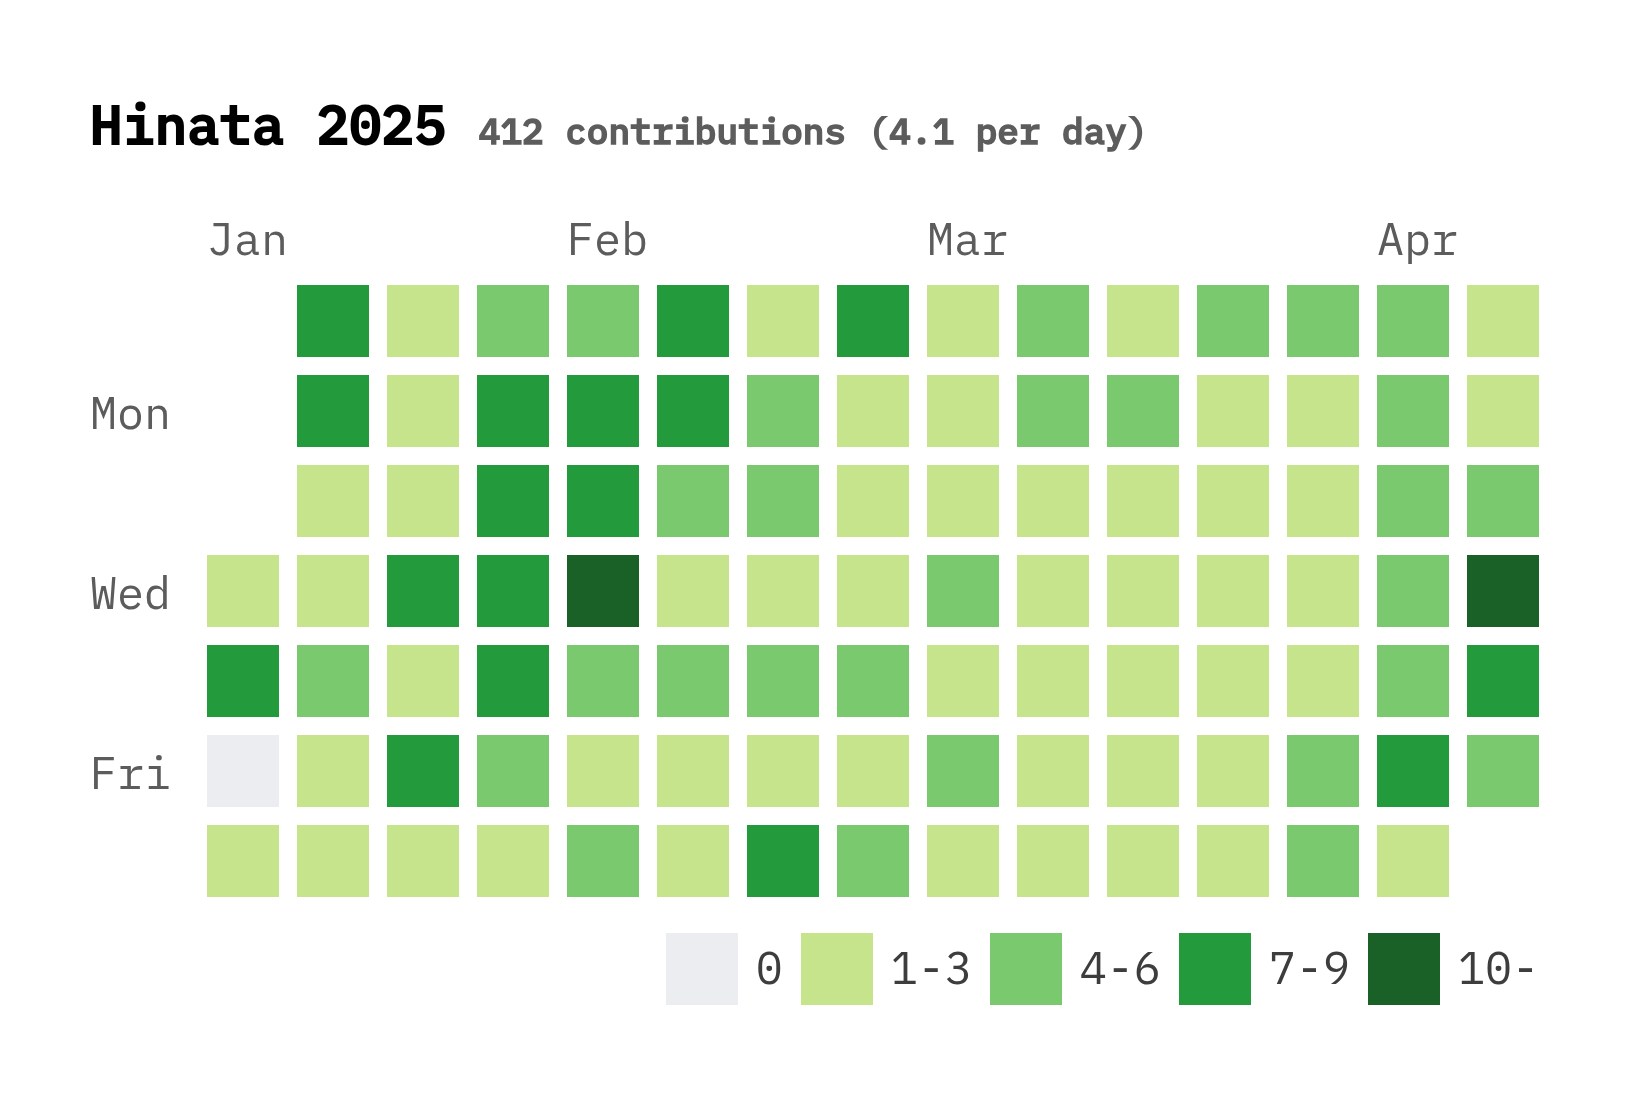 Hinata 2025 412 contributions (4.1 per day)
Jan Feb Mar Apr
Mon
Wed
Fri
0 1-3 4-6 7-9 10-